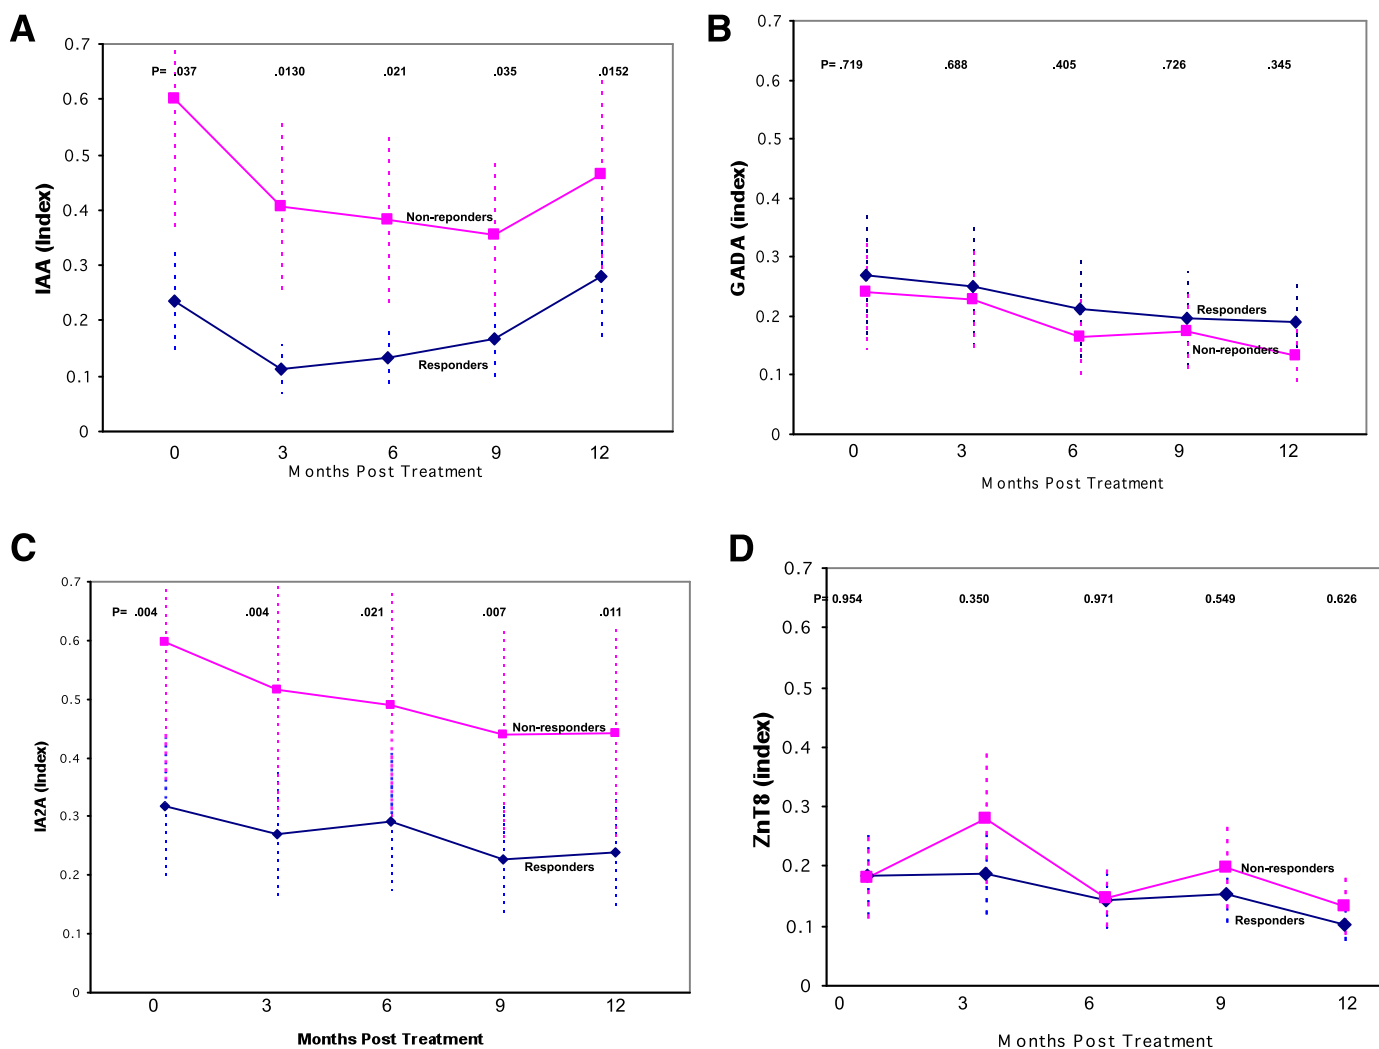 A
0.7
P= .037 .0130 .021 .035 .0152
0.6
0.5
0.4
0.3
0.2
0.1
0
IAA (Index)
Non-reponders
Responders
0 3 6 9 12
Months Post Treatment
B
0.7
P= .719 .688 .405 .726 .345
0.6
0.5
0.4
0.3
0.2
0.1
0
GADA (index)
Responders
Non-reponders
0 3 6 9 12
Months Post Treatment
C
0.7
P= .004 .004 .021 .007 .011
0.6
0.5
0.4
0.3
0.2
0.1
0
IA2A (Index)
Non-responders
Responders
0 3 6 9 12
Months Post Treatment
D
0.7
P= 0.954 0.350 0.971 0.549 0.626
0.6
0.5
0.4
0.3
0.2
0.1
0
ZnT8 (index)
Non-responders
Responders
0 3 6 9 12
Months Post Treatment